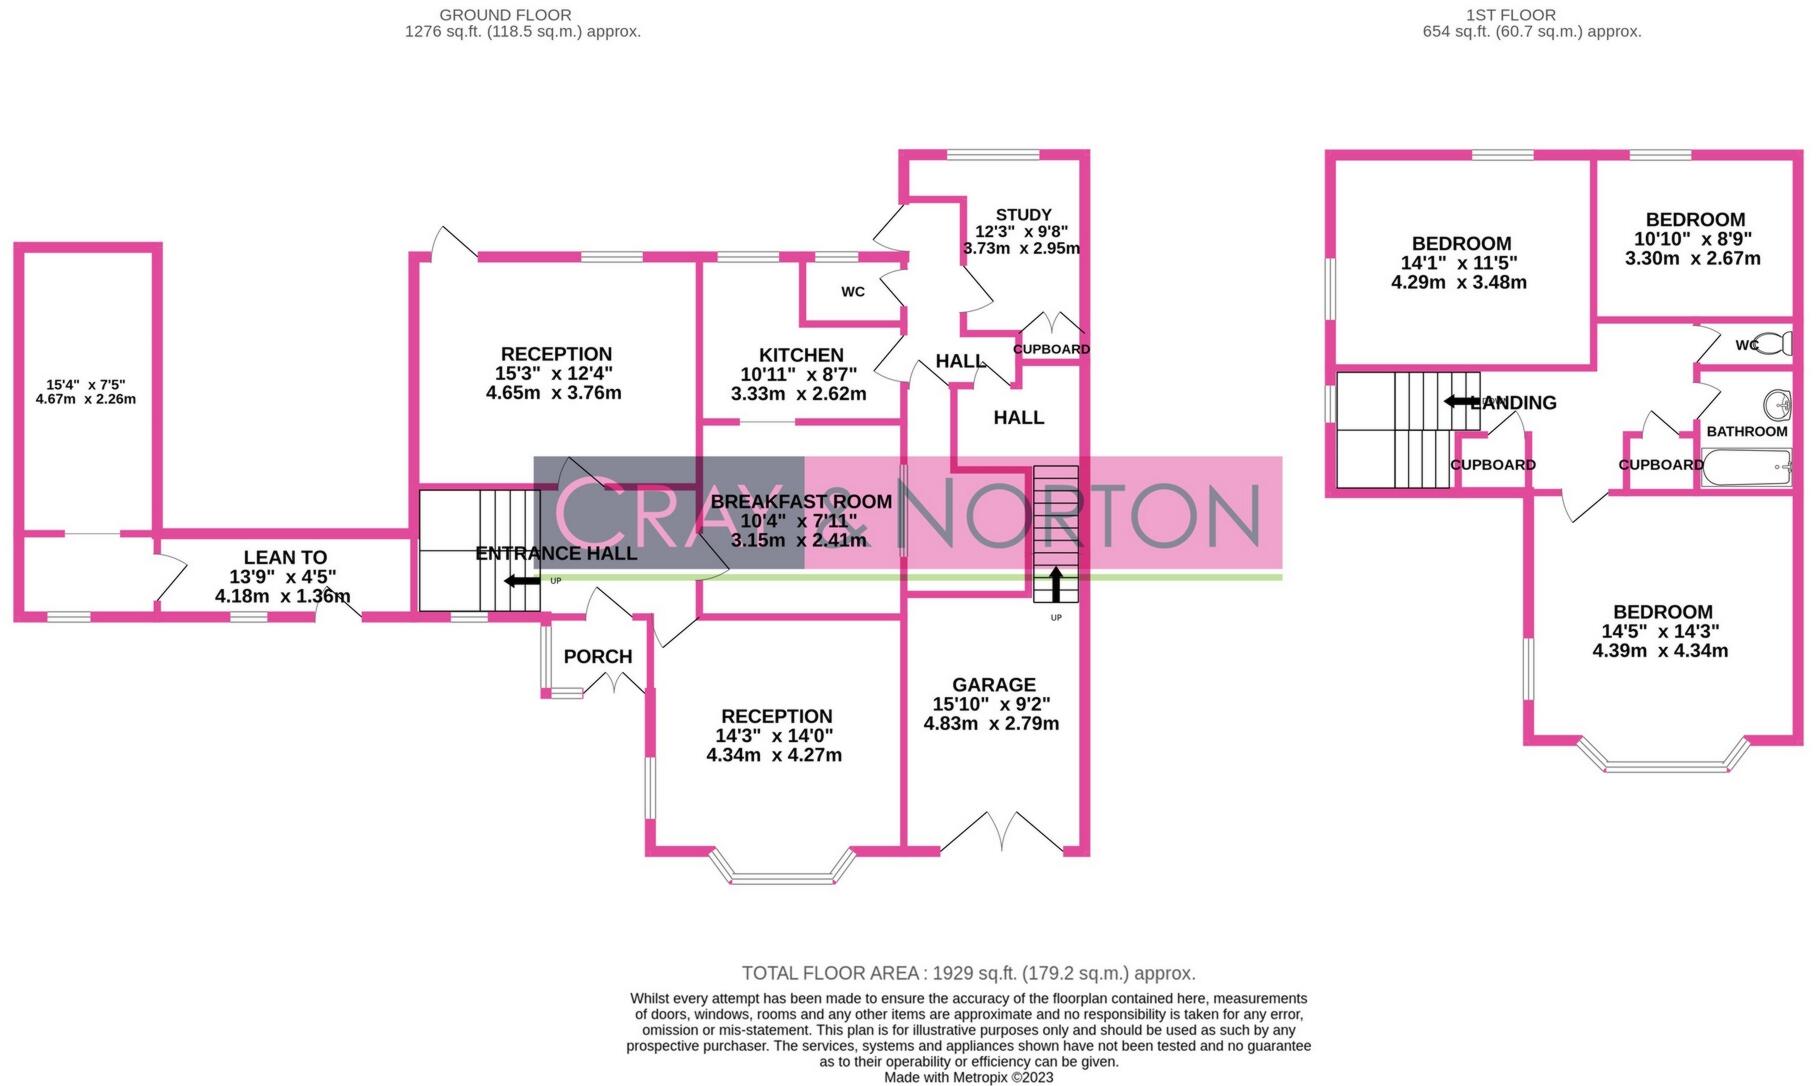 GROUND FLOOR
1276 sq.ft. (118.5 sq.m.) approx.
1ST FLOOR
654 sq.ft. (60.7 sq.m.) approx.
STUDY
12'3" x 9'8"
3.73m x 2.95m
CUPBOARD
WC
HALL
HALL
KITCHEN
10'11" x 8'7"
3.33m x 2.62m
RECEPTION
15'3" x 12'4"
4.65m x 3.76m
15'4" x 7'5"
4.67m x 2.26m
LEAN TO
13'9" x 4'5"
4.18m x 1.36m
ENTRANCE HALL
UP
BREAKFAST ROOM
10'4" x 7'11"
3.15m x 2.41m
CRAY & NORTON
UP
PORCH
RECEPTION
14'3" x 14'0"
4.34m x 4.27m
GARAGE
15'10" x 9'2"
4.83m x 2.79m
BEDROOM
14'1" x 11'5"
4.29m x 3.48m
BEDROOM
10'10" x 8'9"
3.30m x 2.67m
WC
LANDING
BATHROOM
CUPBOARD
CUPBOARD
BEDROOM
14'5" x 14'3"
4.39m x 4.34m
TOTAL FLOOR AREA : 1929 sq.ft. (179.2 sq.m.) approx.
Whilst every attempt has been made to ensure the accuracy of the floorplan contained here, measurements
of doors, windows, rooms and any other items are approximate and no responsibility is taken for any error,
omission or mis-statement. This plan is for illustrative purposes only and should be used as such by any
prospective purchaser. The services, systems and appliances shown have not been tested and no guarantee
as to their operability or efficiency can be given.
Made with Metropix ©2023